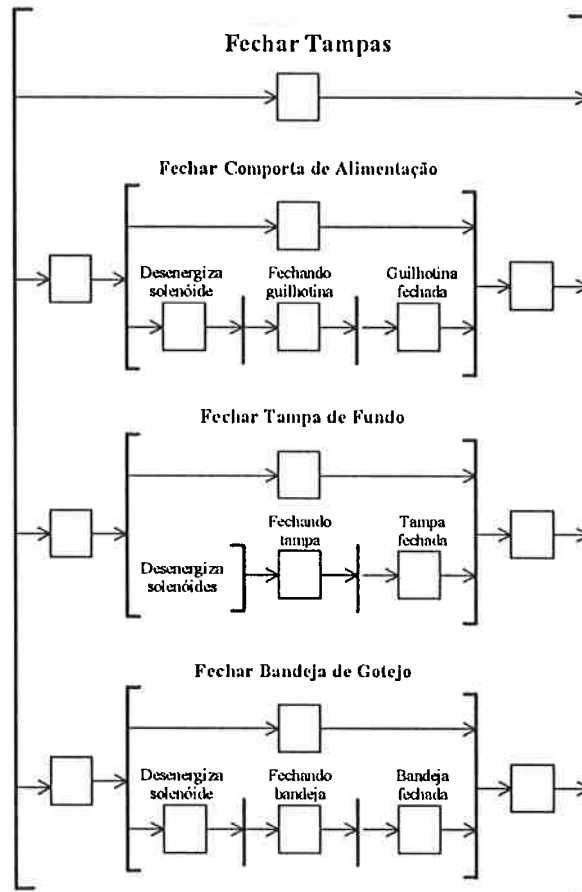 Fechar Tampas
Fechar Comporta de Alimentação
Desenergiza
solenóide
Fechando
guilhotina
Guilhotina
fechada
Fechar Tampa de Fundo
Desenergiza
solenóides
Fechando
tampa
Tampa
fechada
Fechar Bandeja de Gotejo
Desenergiza
solenóide
Fechando
bandeja
Bandeja
fechada